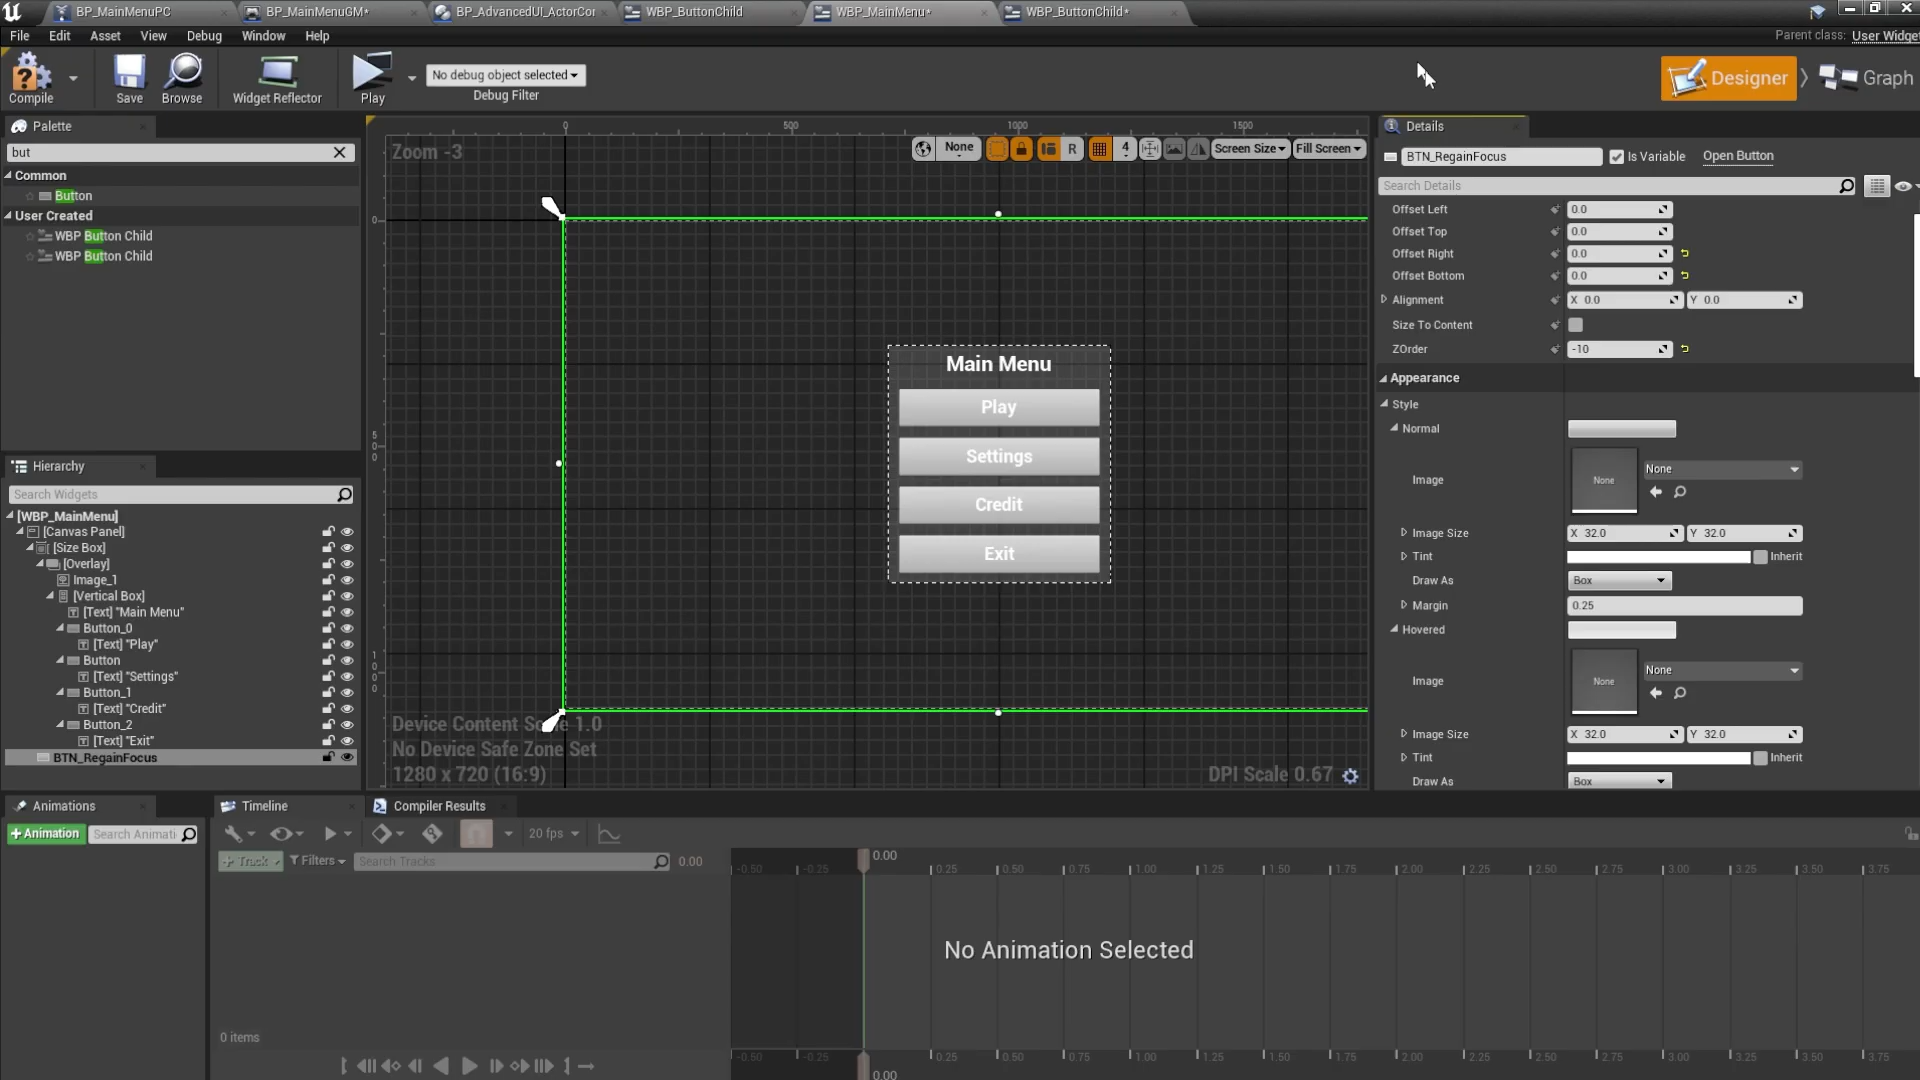 BP_MainMenuPC
BP_MainMenuGM*
BP_AdvancedUI_ActorCor
WBP_ButtonChild
WBP_MainMenu*
WBP_ButtonChild*
File
Edit
Asset
View
Debug
Window
Help
Parent class:
User Widget
Compile
Save
Browse
Widget Reflector
Play
No debug object selected
Debug Filter
Designer
Graph
Palette
but
Common
Button
User Created
WBP Button Child
WBP Button Child
Hierarchy
Search Widgets
[WBP_MainMenu]
[Canvas Panel]
[Size Box]
[Overlay]
Image_1
[Vertical Box]
[Text] "Main Menu"
Button_0
[Text] "Play"
Button
[Text] "Settings"
Button_1
[Text] "Credit"
Button_2
[Text] "Exit"
BTN_RegainFocus
0
500
1000
1500
0
5
0
0
1
0
0
0
Zoom -3
None
R
4
Screen Size
Fill Screen
Main Menu
Play
Settings
Credit
Exit
1280 x 720 (16:9)
No Device Safe Zone Set
DPI Scale 0.67
Details
BTN_RegainFocus
Is Variable
Open Button
Search Details
Offset Left
0.0
Offset Top
0.0
Offset Right
0.0
Offset Bottom
0.0
Alignment
X 0.0
Y 0.0
Size To Content
ZOrder
-10
Appearance
Style
Normal
Image
None
None
Image Size
X 32.0
Y 32.0
Tint
Inherit
Draw As
Box
Margin
0.25
Hovered
Image
None
None
Image Size
X 32.0
Y 32.0
Tint
Inherit
Draw As
Box
Animations
+Animation
Search Animati
Timeline
Compiler Results
20 fps
+ Track
Filters
Search Tracks
0.00
0.00
-0.50
-0.25
0.25
0.50
0.75
1.00
1.25
1.50
1.75
2.00
2.25
2.50
2.75
3.00
3.25
3.50
3.75
No Animation Selected
0 items
-0.50
-0.25
0.25
0.50
0.75
1.00
1.25
1.50
1.75
2.00
2.25
2.50
2.75
3.00
3.25
3.50
3.75
0.00